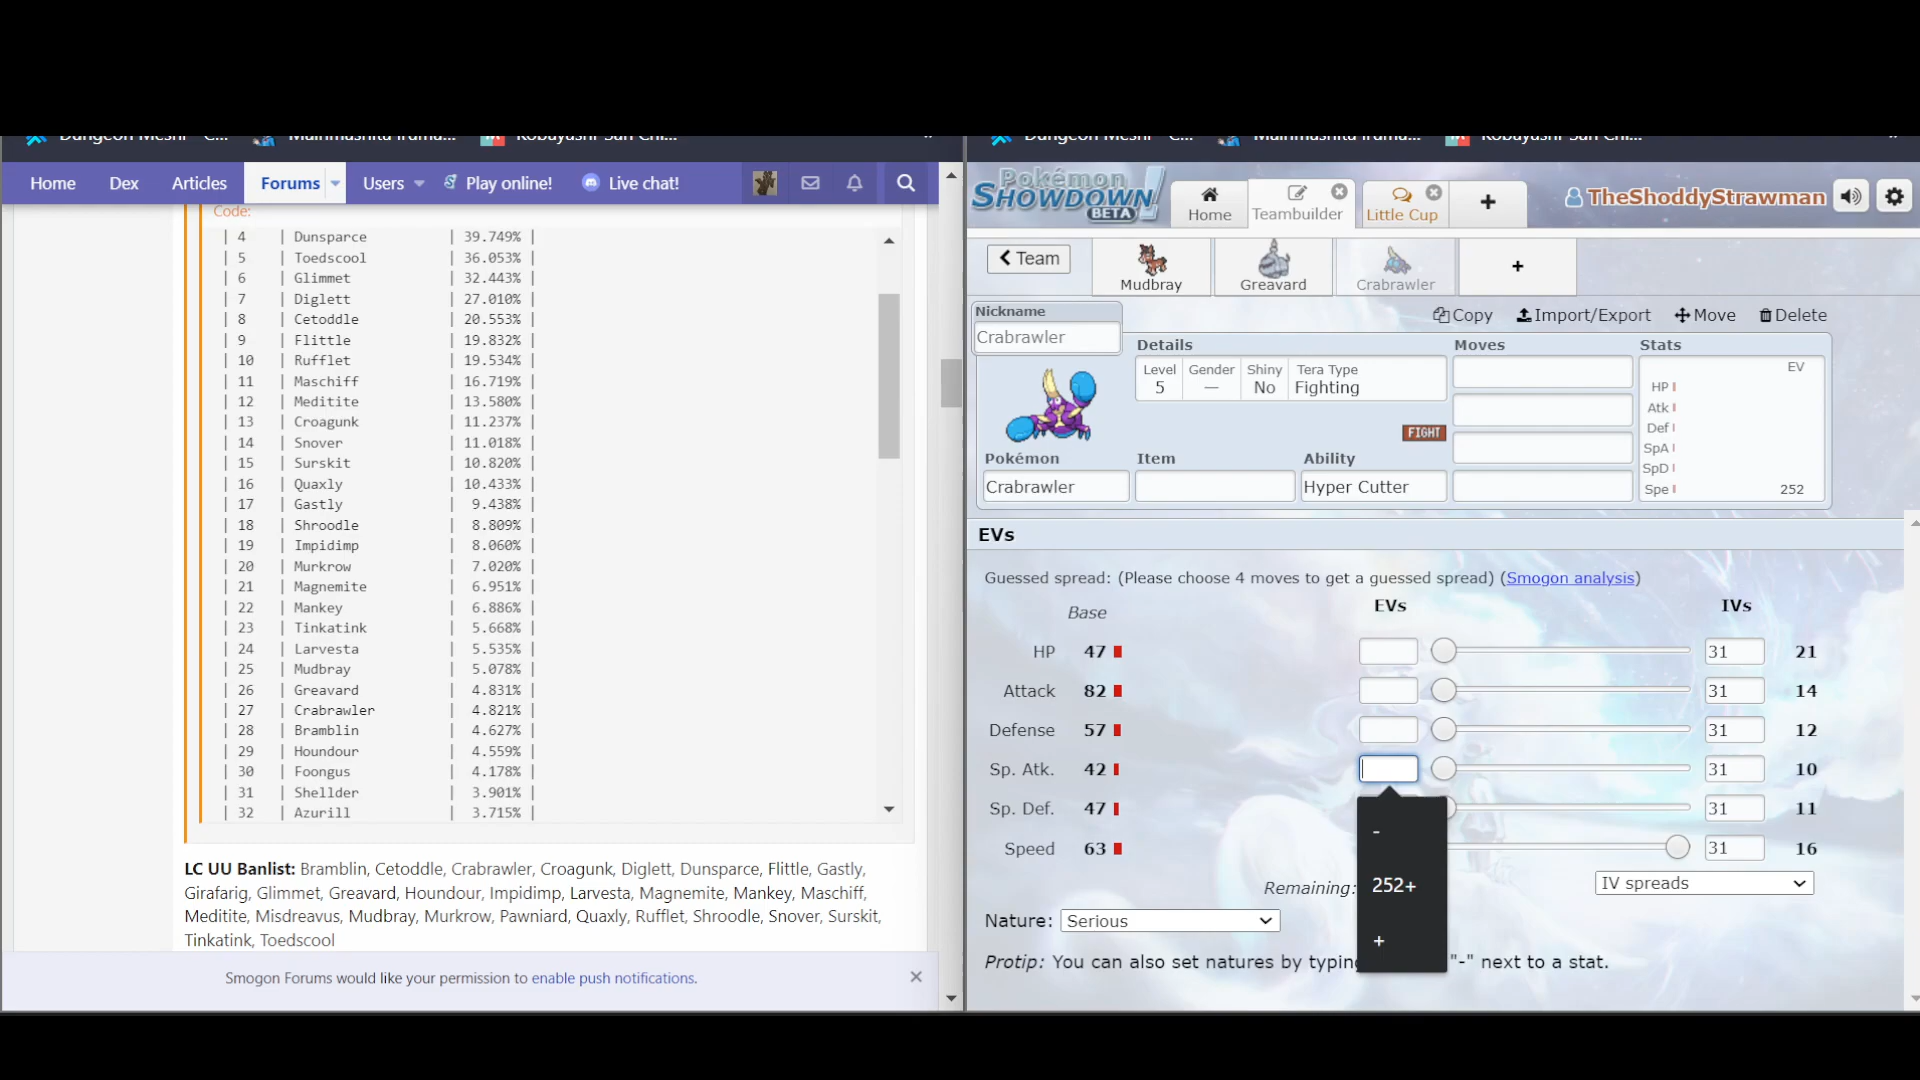 Home Dex Articles Forums Users Play online! Live chat!
Code:
| 4 | Dunsparce | 39.749% |
| 5 | Toedscool | 36.053% |
| 6 | Glimmet | 32.443% |
| 7 | Diglett | 27.010% |
| 8 | Cetoddle | 20.553% |
| 9 | Flittle | 19.832% |
| 10 | Rufflet | 19.534% |
| 11 | Maschiff | 16.719% |
| 12 | Meditite | 13.580% |
| 13 | Croagunk | 11.237% |
| 14 | Snover | 11.018% |
| 15 | Surskit | 10.820% |
| 16 | Quaxly | 10.433% |
| 17 | Gastly | 9.438% |
| 18 | Shroodle | 8.809% |
| 19 | Impidimp | 8.060% |
| 20 | Murkrow | 7.020% |
| 21 | Magnemite | 6.951% |
| 22 | Mankey | 6.886% |
| 23 | Tinkatink | 5.668% |
| 24 | Larvesta | 5.535% |
| 25 | Mudbray | 5.078% |
| 26 | Greavard | 4.831% |
| 27 | Crabrawler | 4.821% |
| 28 | Bramblin | 4.627% |
| 29 | Houndour | 4.559% |
| 30 | Foongus | 4.178% |
| 31 | Shellder | 3.901% |
| 32 | Azurill | 3.715% |
LC UU Banlist: Bramblin, Cetoddle, Crabrawler, Croagunk, Diglett, Dunsparce, Flittle, Gastly,
Girafarig, Glimmet, Greavard, Houndour, Impidimp, Larvesta, Magnemite, Mankey, Maschiff,
Meditite, Misdreavus, Mudbray, Murkrow, Pawniard, Quaxly, Rufflet, Shroodle, Snover, Surskit,
Tinkatink, Toedscool
Smogon Forums would like your permission to enable push notifications.
Pokémon
SHOWDOWN!
BETA
Home
Teambuilder
Little Cup
+
TheShoddyStrawman
Team
Mudbray
Greavard
Crabrawler
+
Nickname
Crabrawler
Copy Import/Export Move Delete
Details
Level Gender Shiny Tera Type
5 — No Fighting
FIGHT
Pokémon Item Ability
Crabrawler Hyper Cutter
Moves
Stats
EV
HP
Atk
Def
SpA
SpD
Spe 252
EVs
Guessed spread: (Please choose 4 moves to get a guessed spread) (Smogon analysis)
Base EVs IVs
HP 47 31 21
Attack 82 31 14
Defense 57 31 12
Sp. Atk. 42 31 10
Sp. Def. 47 31 11
Speed 63 31 16
-
252+
+
Remaining:
IV spreads
Nature: Serious
Protip: You can also set natures by typing "-" next to a stat.